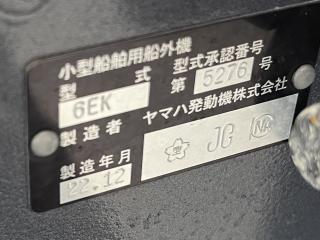 小型船舶用船外機
型 式 型式承認番号
6EK 第 5276 号
製造者 ヤマハ発動機株式会社
製造年月
22.12 JG